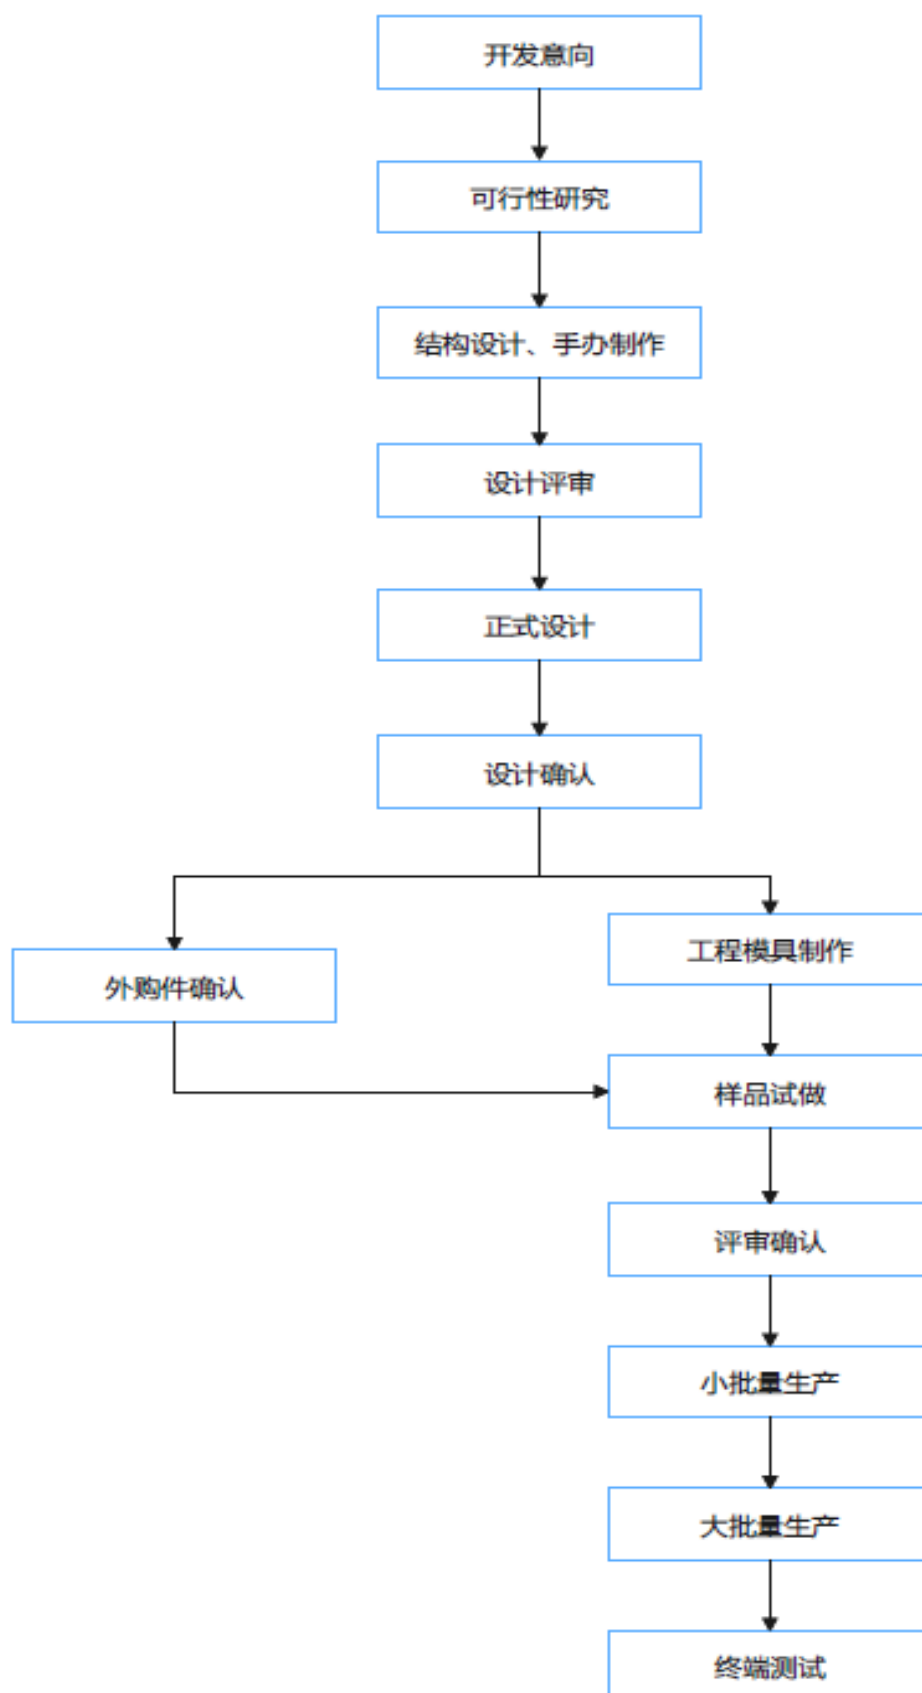 开发意向
可行性研究
结构设计、手办制作
设计评审
正式设计
设计确认
工程模具制作
外购件确认
样品试做
评审确认
小批量生产
大批量生产
终端测试